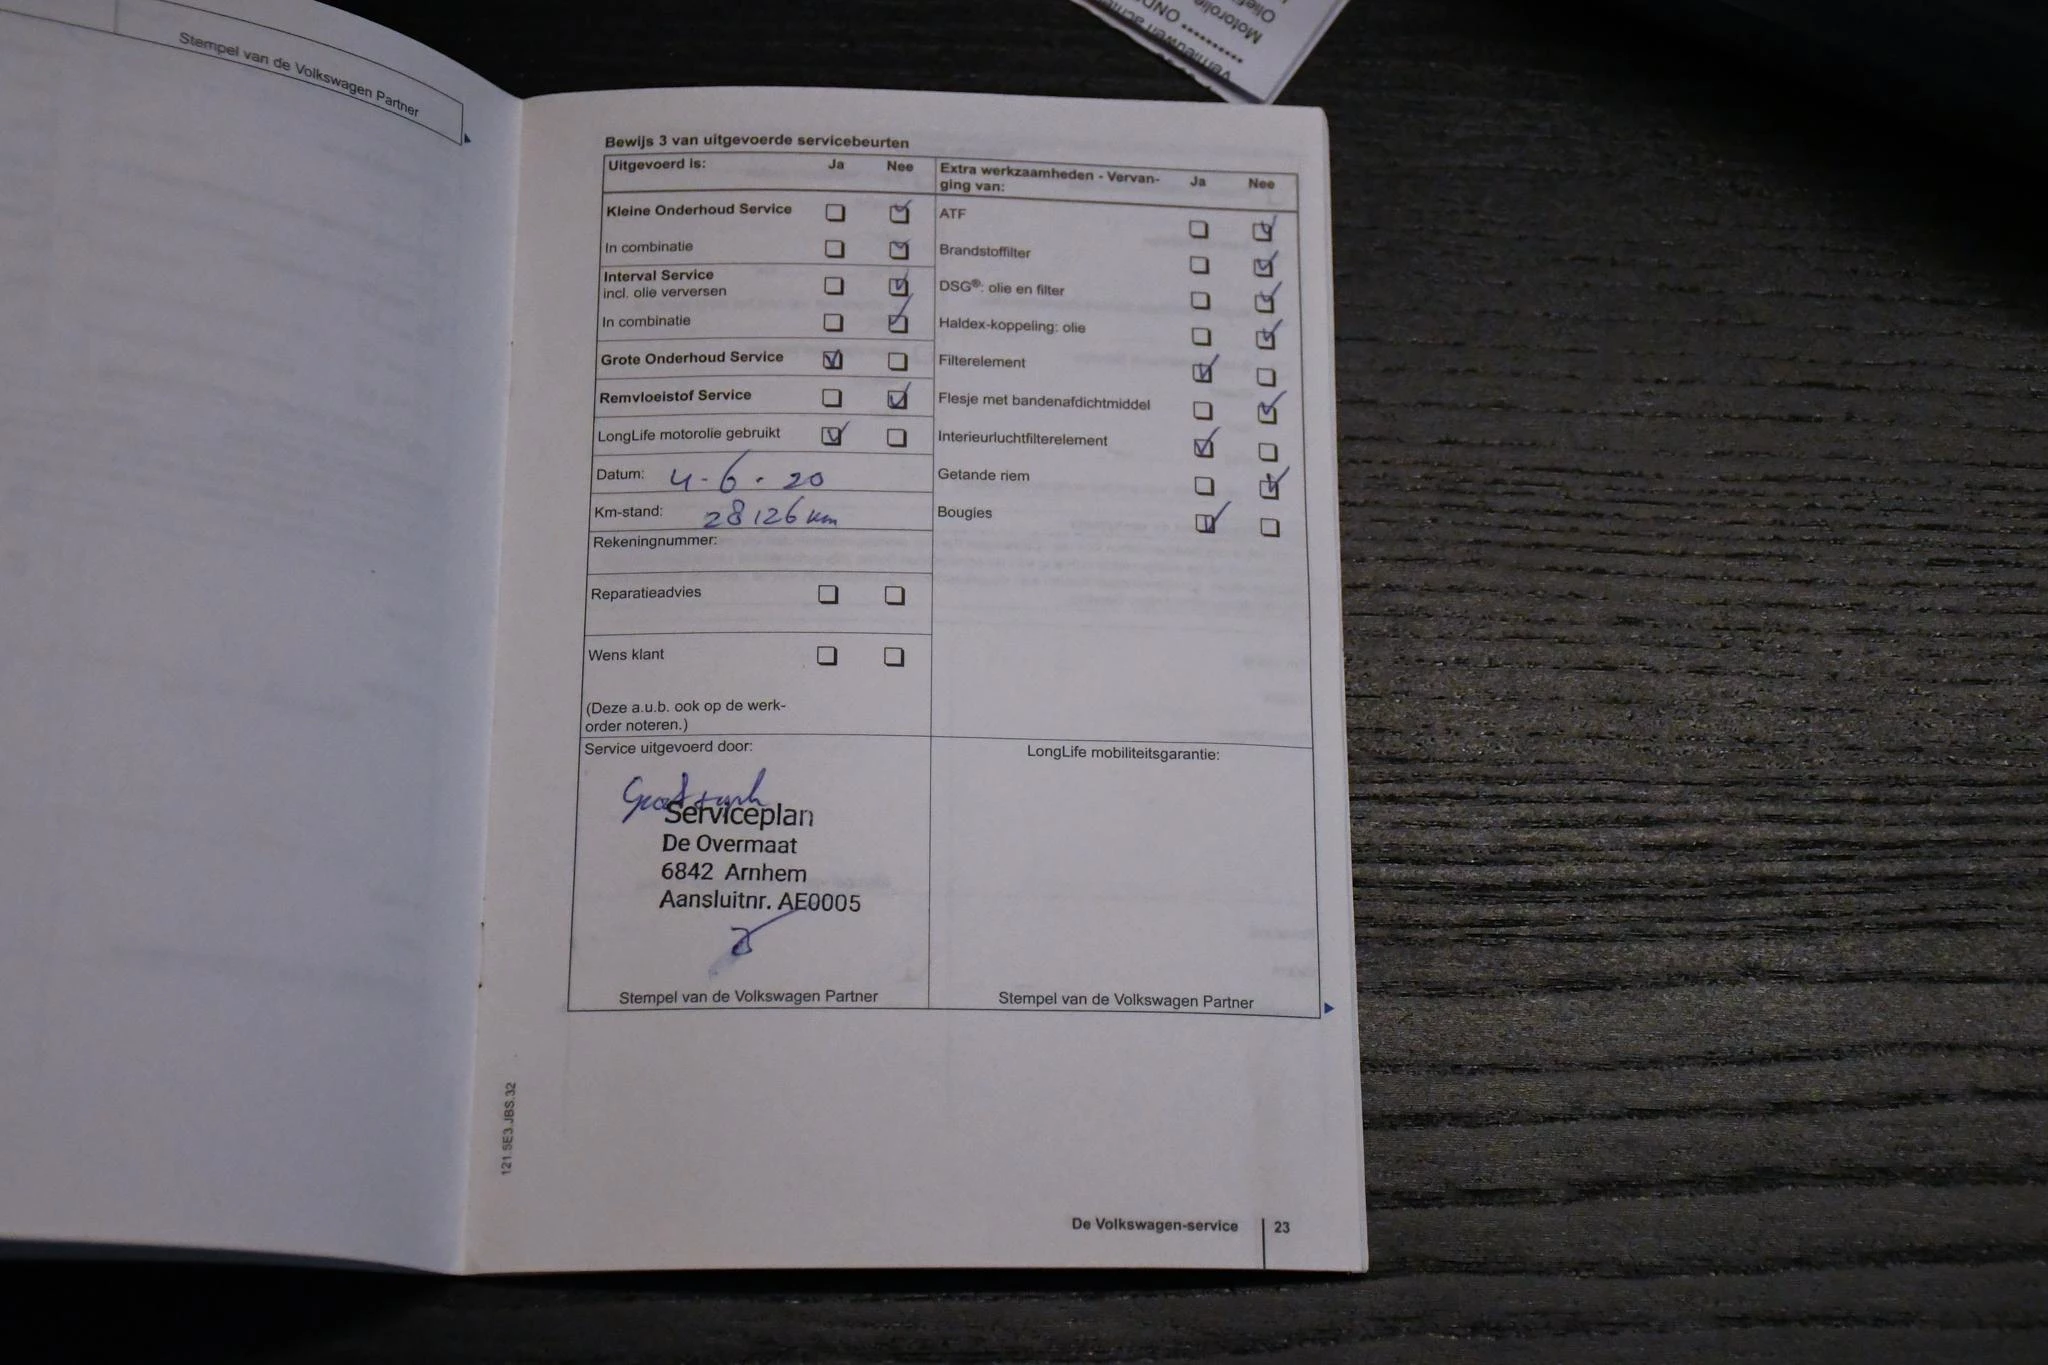 Stempel van de Volkswagen Partner
Vernieuwen
Motorolie
Bewijs 3 van uitgevoerde servicebeurten
Uitgevoerd is: Ja Nee
Kleine Onderhoud Service
In combinatie
Interval Service
incl. olie verversen
In combinatie
Grote Onderhoud Service
Remvloeistof Service
LongLife motorolie gebruikt
Datum: 4-6-20
Km-stand: 28126 km
Rekeningnummer:
Reparatieadvies
Wens klant
(Deze a.u.b. ook op de werk-
order noteren.)
Service uitgevoerd door:
Serviceplan
De Overmaat
6842 Arnhem
Aansluitnr. AE0005
Stempel van de Volkswagen Partner
Extra werkzaamheden - Vervan-
ging van: Ja Nee
ATF
Brandstoffilter
DSG®: olie en filter
Haldex-koppeling: olie
Filterelement
Flesje met bandenafdichtmiddel
Interieurluchtfilterelement
Getande riem
Bougies
LongLife mobiliteitsgarantie:
Stempel van de Volkswagen Partner
121.5E3.JBS.32
De Volkswagen-service 23